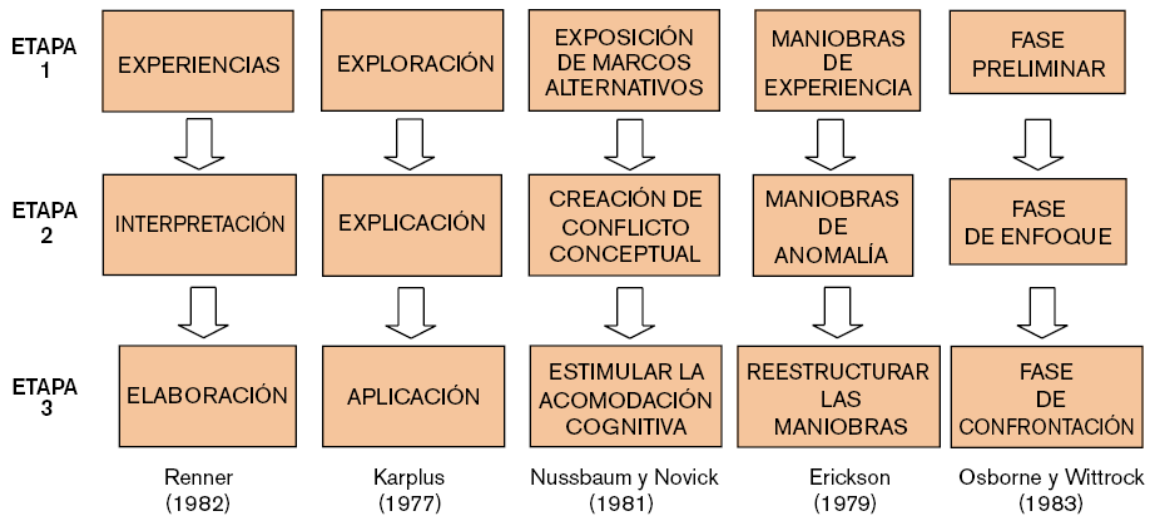 ETAPA
1
EXPERIENCIAS
EXPLORACIÓN
EXPOSICIÓN
DE MARCOS
ALTERNATIVOS
MANIOBRAS
DE
EXPERIENCIA
FASE
PRELIMINAR
ETAPA
2
INTERPRETACIÓN
EXPLICACIÓN
CREACIÓN DE
CONFLICTO
CONCEPTUAL
MANIOBRAS
DE
ANOMALÍA
FASE
DE ENFOQUE
ETAPA
3
ELABORACIÓN
APLICACIÓN
ESTIMULAR LA
ACOMODACIÓN
COGNITIVA
REESTRUCTURAR
LAS
MANIOBRAS
FASE
DE
CONFRONTACIÓN
Renner
(1982)
Karplus
(1977)
Nussbaum y Novick
(1981)
Erickson
(1979)
Osborne y Wittrock
(1983)